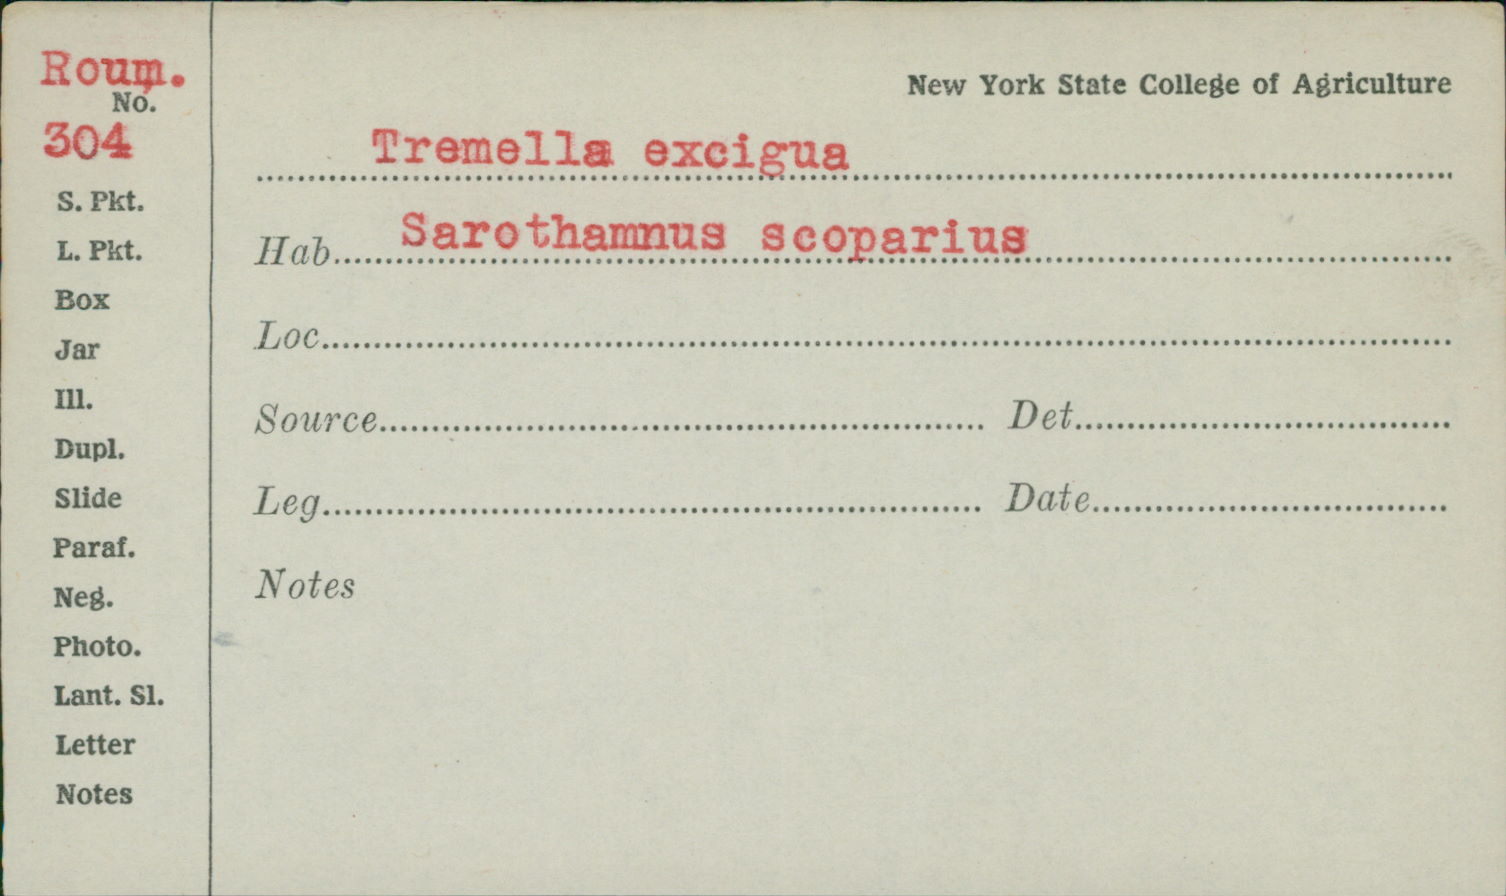 Roum.
No.
304
S. Pkt.
L. Pkt.
Box
Jar
Ill.
Dupl.
Slide
Paraf.
Neg.
Photo.
Lant. Sl.
Letter
Notes
New York State College of Agriculture
Tremella excigua
Hab. Sarothamnus scoparius
Loc.
Source Det.
Leg. Date
Notes